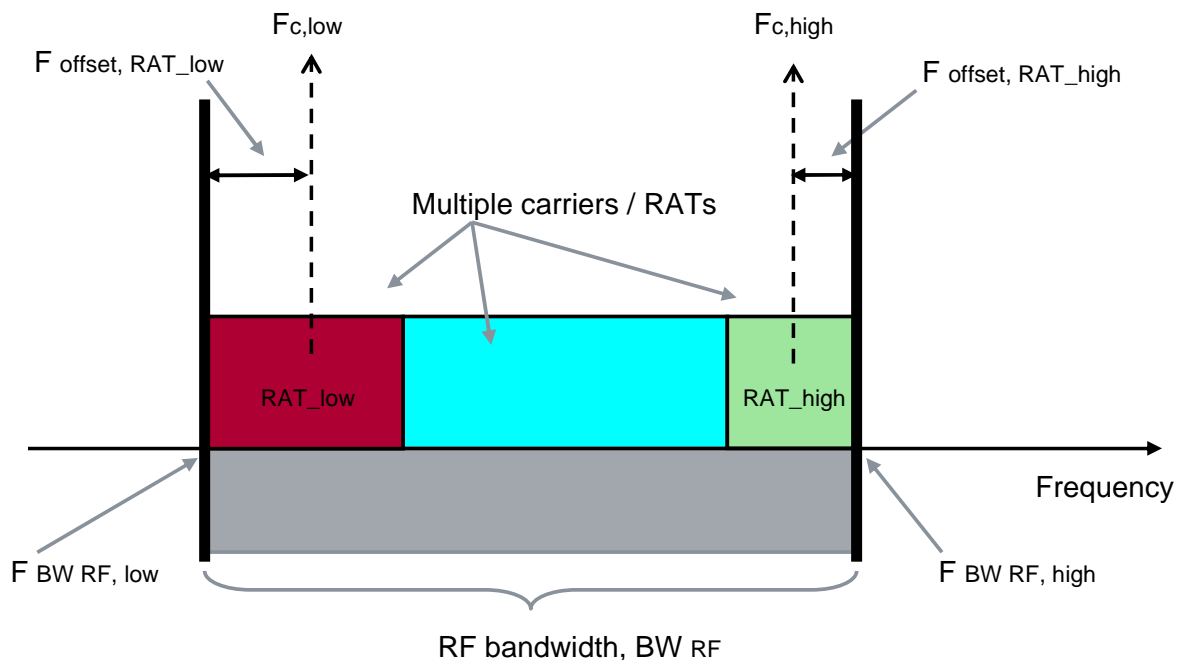 Fc,low
Fc,high
F offset, RAT_low
F offset, RAT_high
Multiple carriers / RATs
RAT_low
RAT_high
Frequency
F BW RF, low
F BW RF, high
RF bandwidth, BW RF